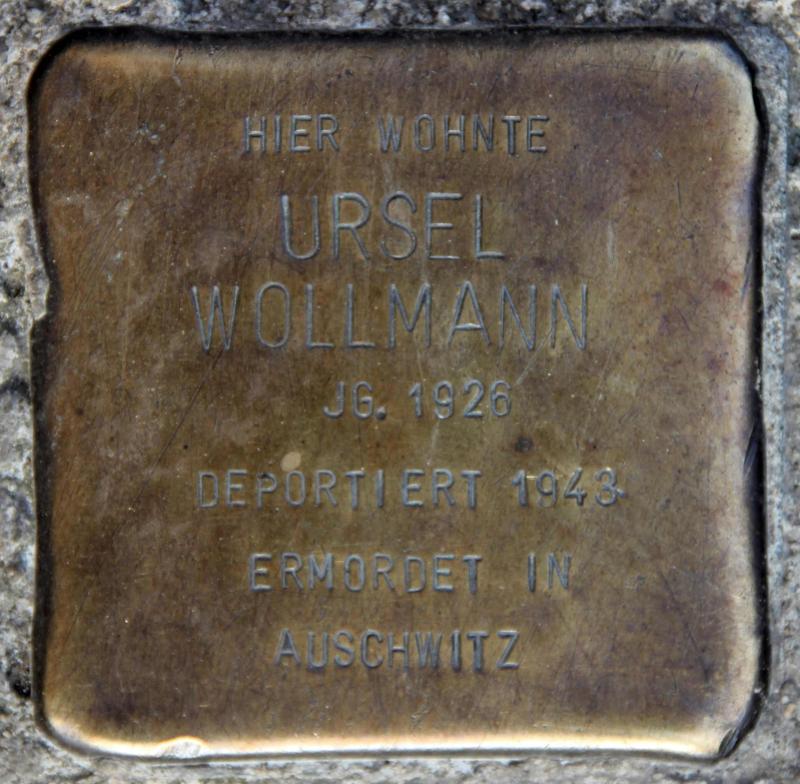 HIER WOHNTE
URSEL
WOLLMANN
JG. 1926
DEPORTIERT 1943
ERMORDET IN
AUSCHWITZ